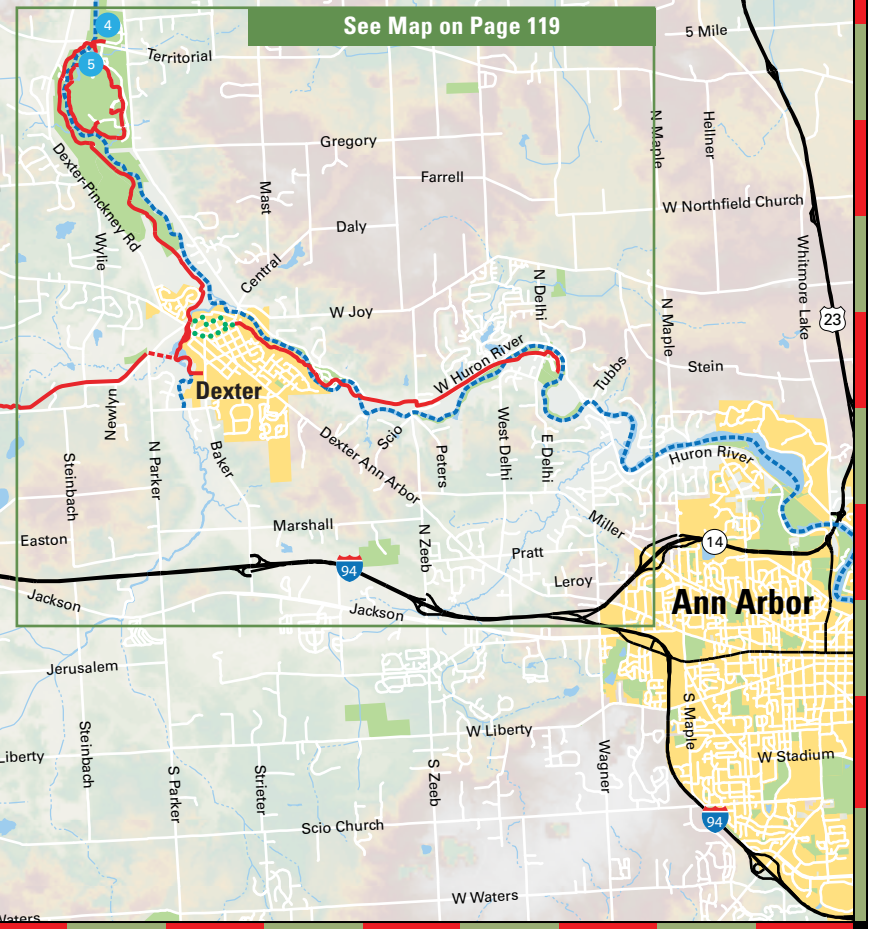 See Map on Page 119
4
5 Mile
5
Territorial
N Maple
Hellner
Gregory
Dexter-Pinckney Rd
Farrell
Mast
W Northfield Church
Daly
Wylie
Whitmore Lake
Central
N Delhi
W Joy
N Maple
23
W Huron River
Stein
Tubbs
Dexter
Newlyn
Scio
West Delhi
E Delhi
Dexter Ann Arbor
Huron River
Steinbach
N Parker
Baker
Peters
Marshall
Miller
Easton
N Zeeb
14
Pratt
94
Leroy
Jackson
Jackson
Ann Arbor
Jerusalem
S Maple
Steinbach
W Liberty
Liberty
Wagner
W Stadium
S Parker
Strieter
S Zeeb
94
Scio Church
W Waters
Waters